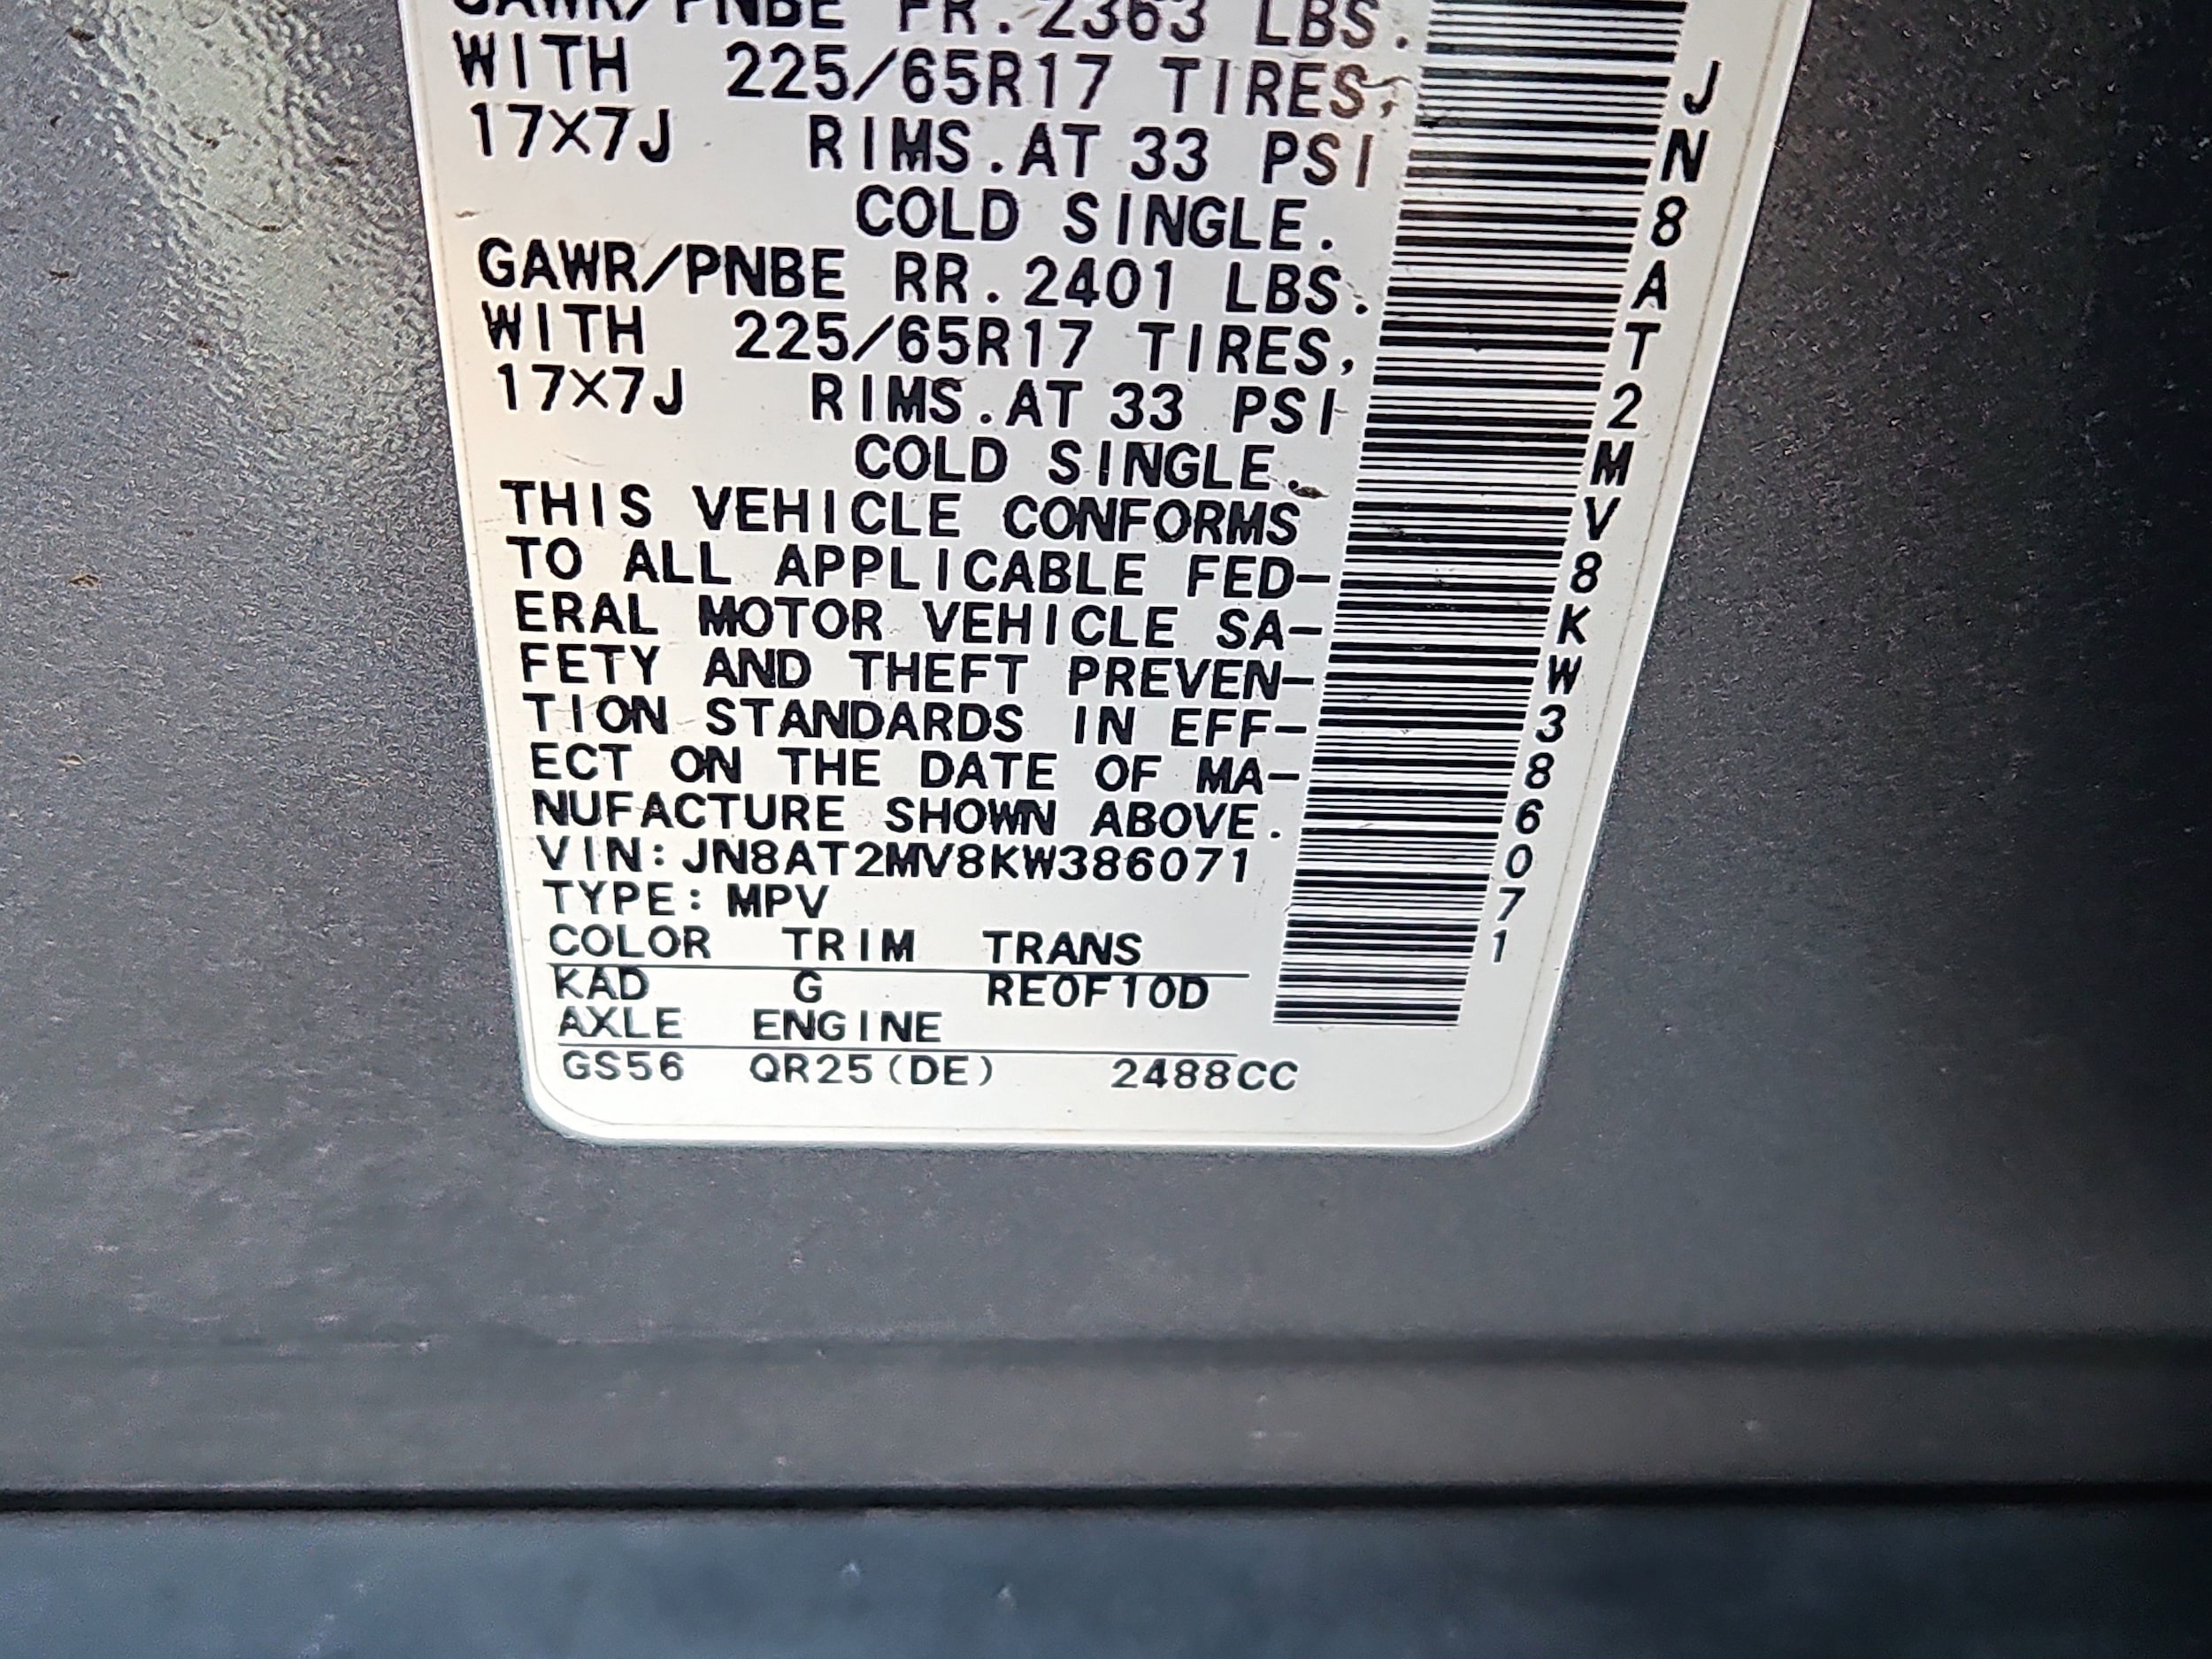 GAWR/PNBE FR. 2363 LBS.
WITH 225/65R17 TIRES,
17X7J RIMS. AT 33 PSI
COLD SINGLE.
GAWR/PNBE RR. 2401 LBS.
WITH 225/65R17 TIRES,
17X7J RIMS. AT 33 PSI
COLD SINGLE.
THIS VEHICLE CONFORMS
TO ALL APPLICABLE FED-
ERAL MOTOR VEHICLE SA-
FETY AND THEFT PREVEN-
TION STANDARDS IN EFF-
ECT ON THE DATE OF MA-
NUFACTURE SHOWN ABOVE.
VIN: JN8AT2MV8KW386071
TYPE: MPV
COLOR TRIM TRANS
KAD G RE0F10D
AXLE ENGINE
GS56 QR25(DE) 2488CC
JN8AT2MV8KW386071